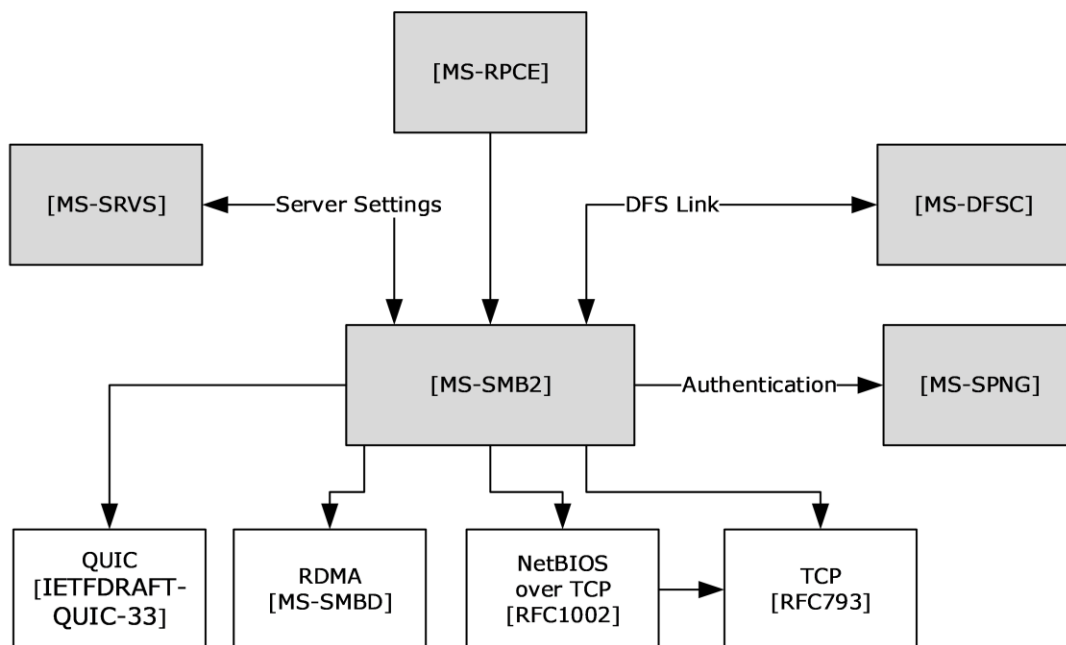 [MS-RPCE]
[MS-SRVS]
Server Settings
DFS Link
[MS-DFSC]
[MS-SMB2]
Authentication
[MS-SPNG]
QUIC
[IETFDRAFT-
QUIC-33]
RDMA
[MS-SMBD]
NetBIOS
over TCP
[RFC1002]
TCP
[RFC793]